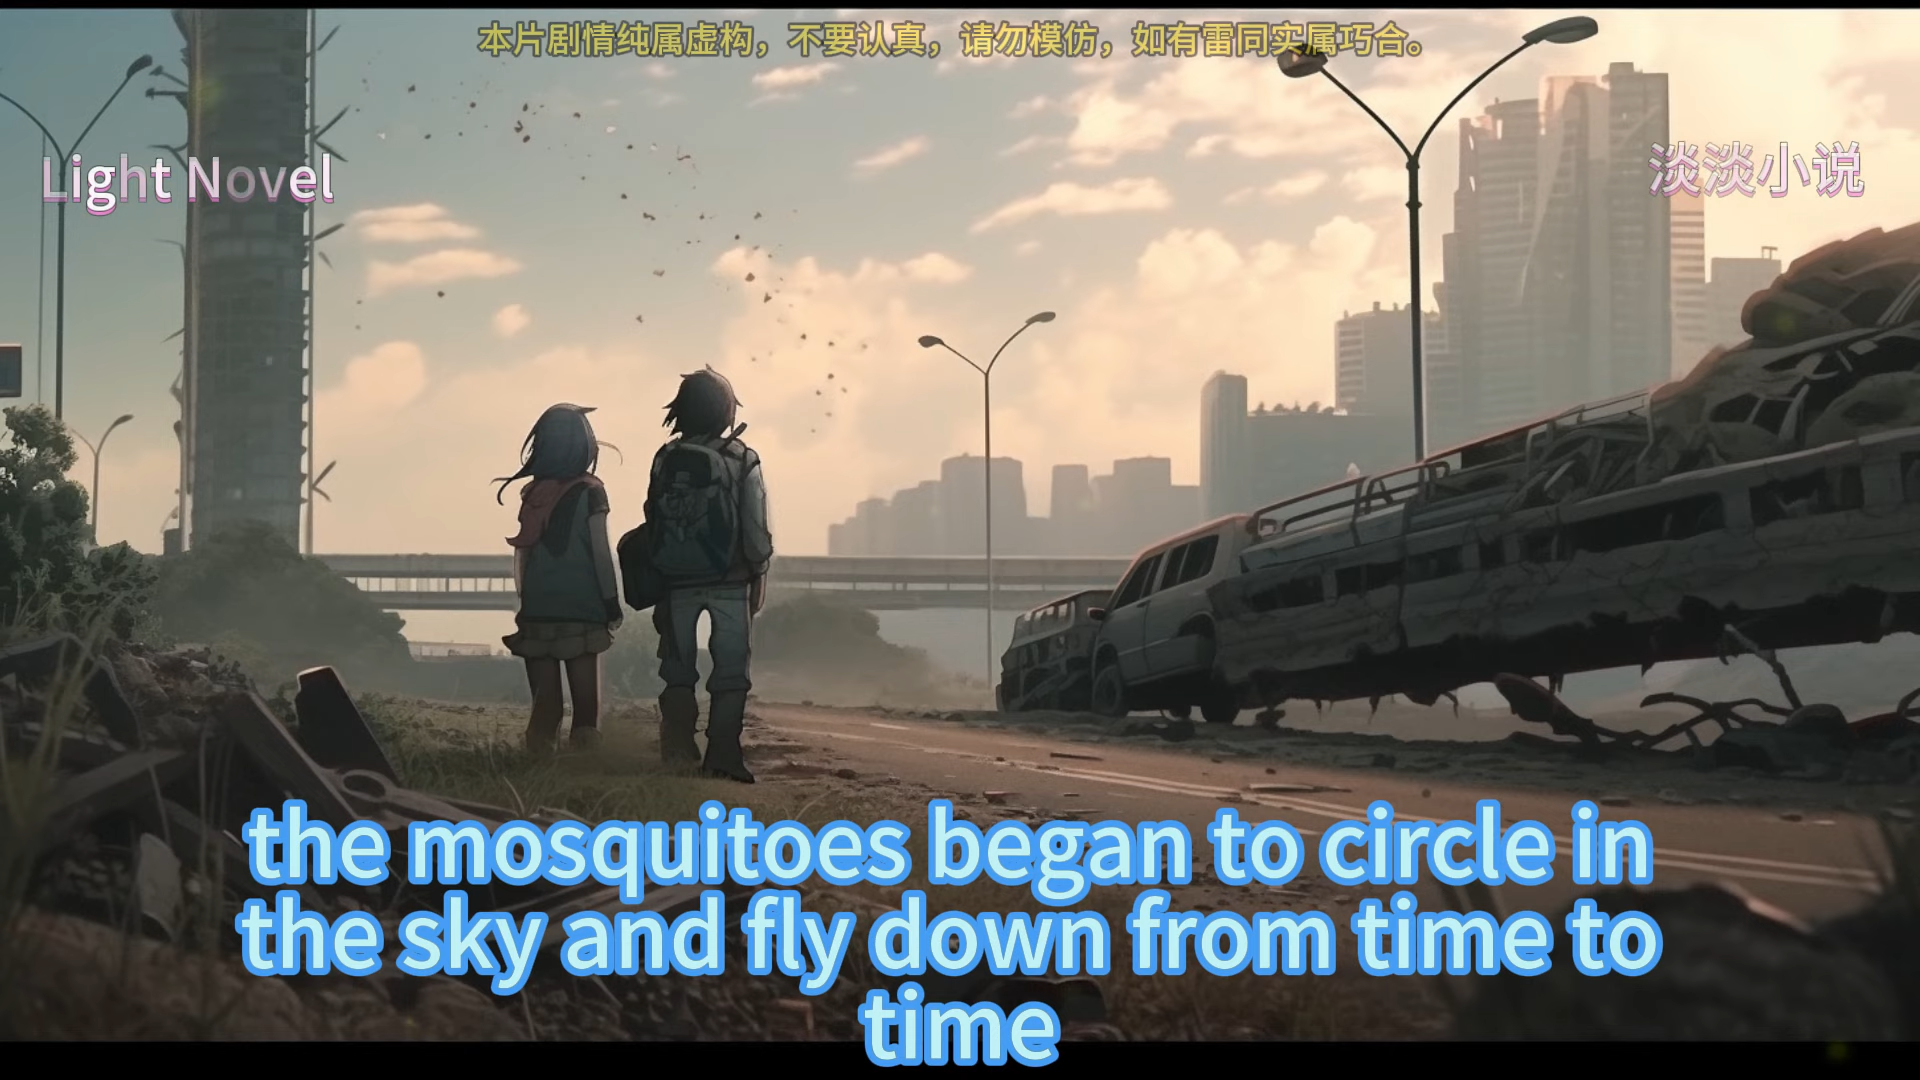 本片剧情纯属虚构，不要认真，请勿模仿，如有雷同实属巧合。
Light Novel
淡淡小说
the mosquitoes began to circle in
the sky and fly down from time to
time